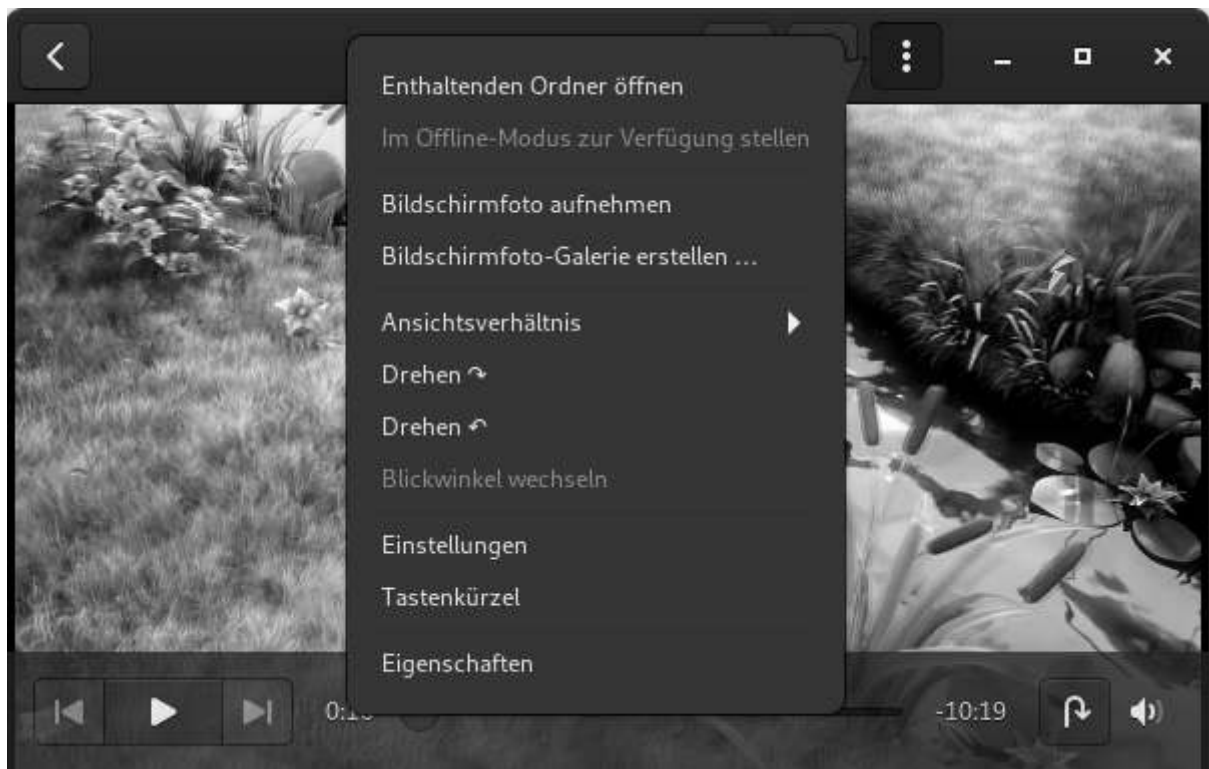 Enthaltenden Ordner öffnen
Im Offline-Modus zur Verfügung stellen
Bildschirmfoto aufnehmen
Bildschirmfoto-Galerie erstellen …
Ansichtsverhältnis
Drehen ↷
Drehen ↶
Blickwinkel wechseln
Einstellungen
Tastenkürzel
Eigenschaften
-10:19